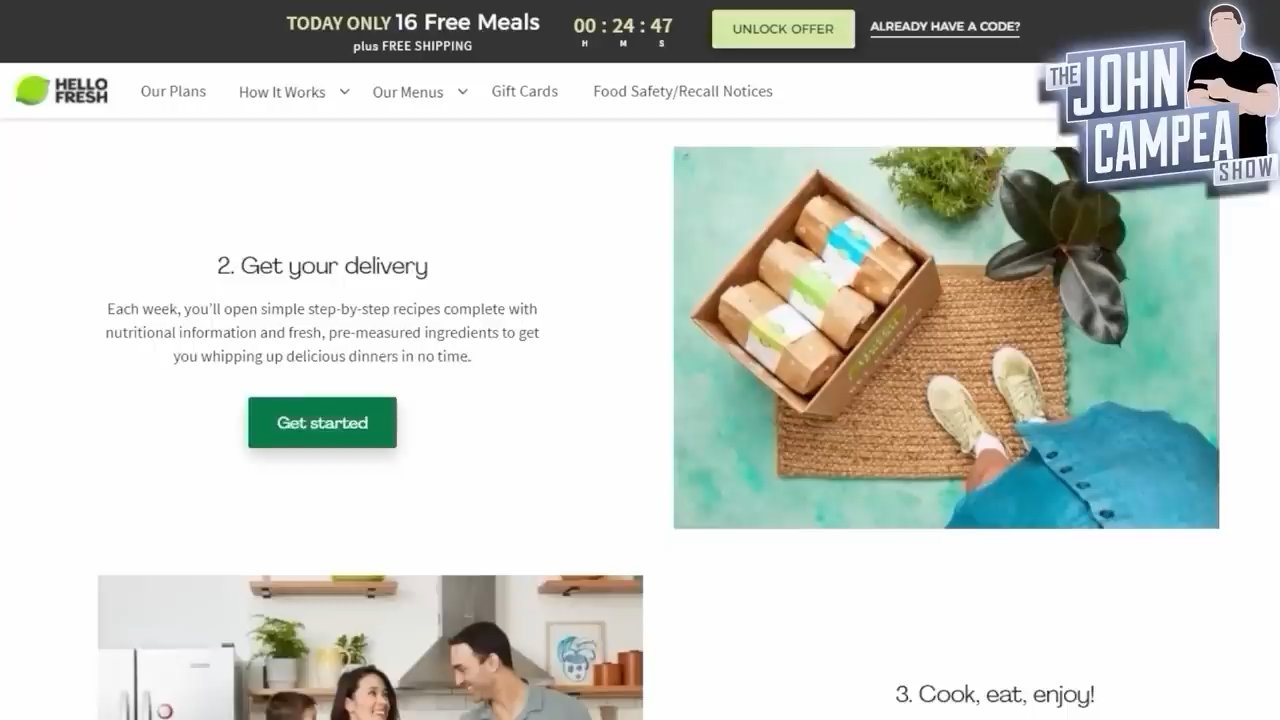 TODAY ONLY 16 Free Meals
plus FREE SHIPPING
00 : 24 : 47
H M S
UNLOCK OFFER
ALREADY HAVE A CODE?
THE
JOHN
CAMPEA
SHOW
HELLO
FRESH
Our Plans
How It Works
Our Menus
Gift Cards
Food Safety/Recall Notices
2. Get your delivery
Each week, you'll open simple step-by-step recipes complete with
nutritional information and fresh, pre-measured ingredients to get
you whipping up delicious dinners in no time.
Get started
3. Cook, eat, enjoy!